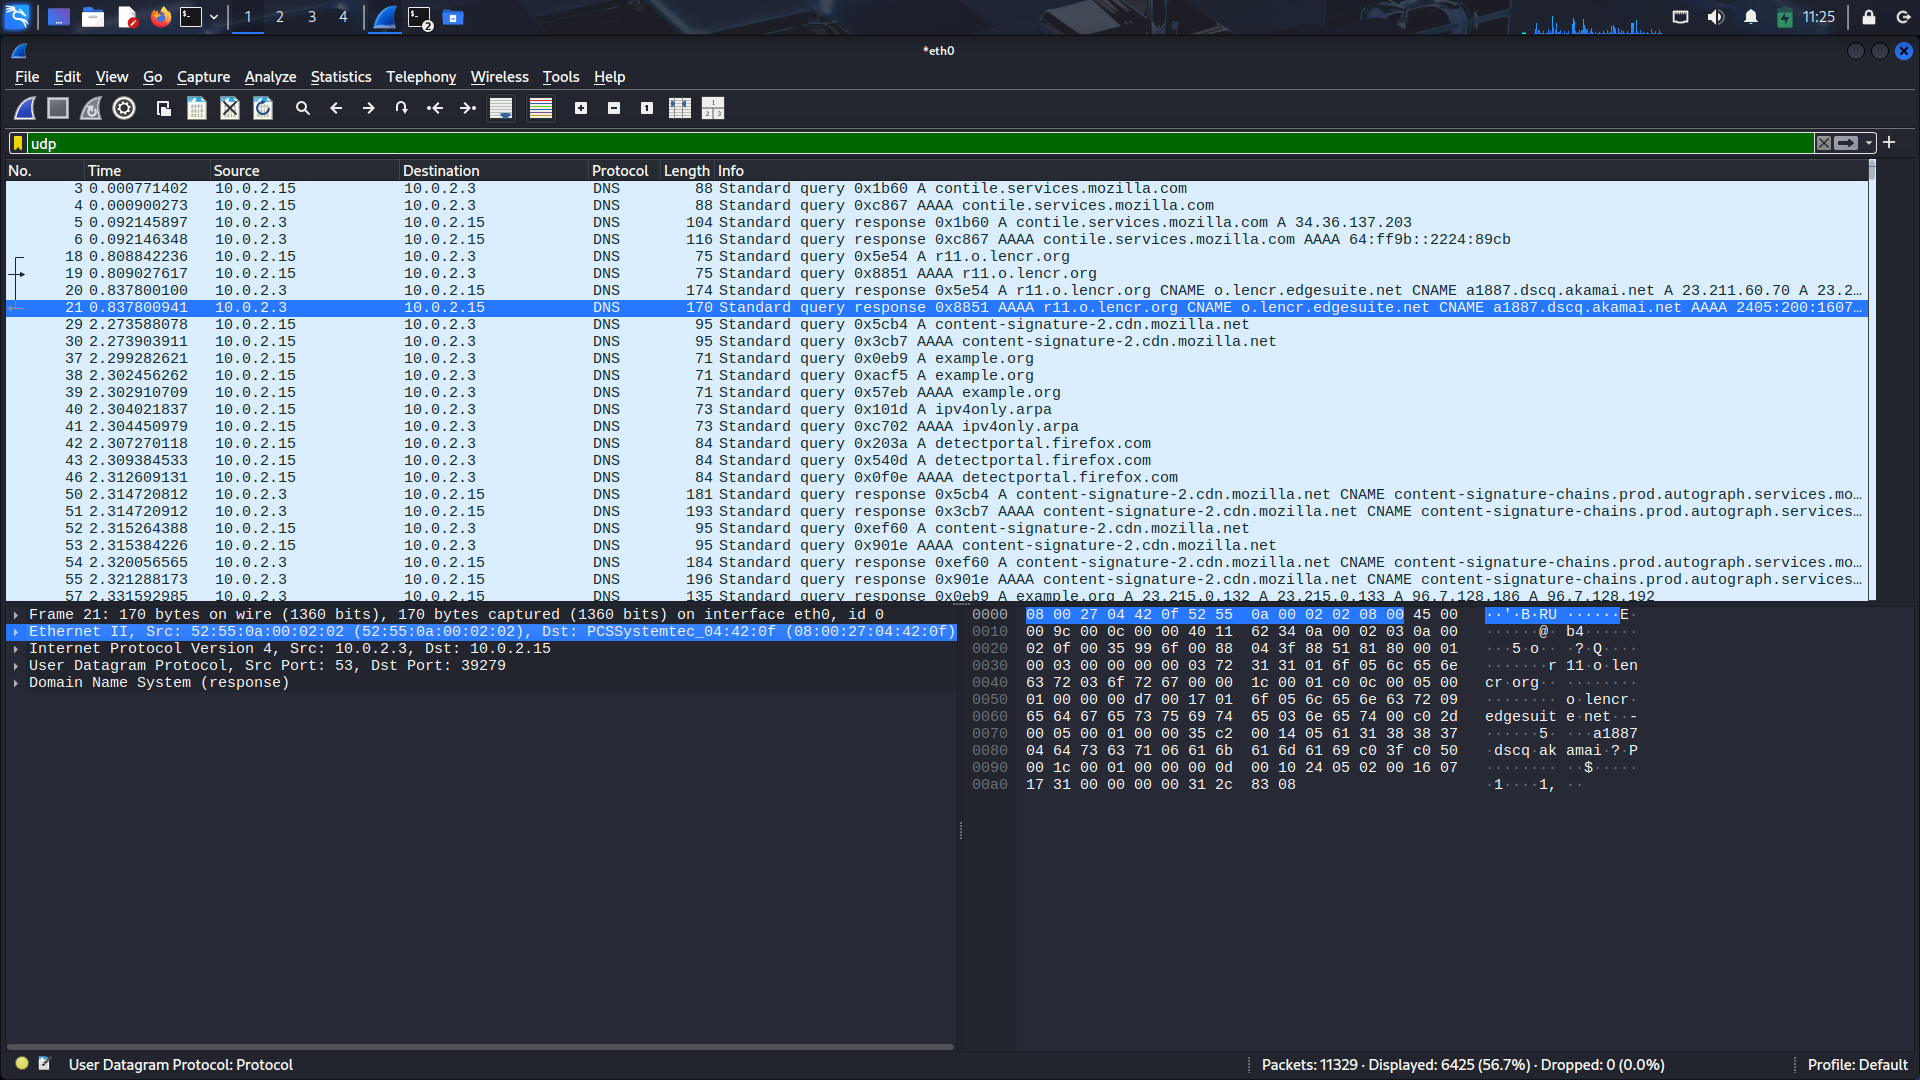 1 2 3 4 2 11:25
*eth0
File Edit View Go Capture Analyze Statistics Telephony Wireless Tools Help
udp
No. Time Source Destination Protocol Length Info
3 0.000771402 10.0.2.15 10.0.2.3 DNS 88 Standard query 0x1b60 A contile.services.mozilla.com
4 0.000900273 10.0.2.15 10.0.2.3 DNS 88 Standard query 0xc867 AAAA contile.services.mozilla.com
5 0.092145897 10.0.2.3 10.0.2.15 DNS 104 Standard query response 0x1b60 A contile.services.mozilla.com A 34.36.137.203
6 0.092146348 10.0.2.3 10.0.2.15 DNS 116 Standard query response 0xc867 AAAA contile.services.mozilla.com AAAA 64:ff9b::2224:89cb
18 0.808842236 10.0.2.15 10.0.2.3 DNS 75 Standard query 0x5e54 A r11.o.lencr.org
19 0.809027617 10.0.2.15 10.0.2.3 DNS 75 Standard query 0x8851 AAAA r11.o.lencr.org
20 0.837800100 10.0.2.3 10.0.2.15 DNS 174 Standard query response 0x5e54 A r11.o.lencr.org CNAME o.lencr.edgesuite.net CNAME a1887.dscq.akamai.net A 23.211.60.70 A 23.2…
21 0.837800941 10.0.2.3 10.0.2.15 DNS 170 Standard query response 0x8851 AAAA r11.o.lencr.org CNAME o.lencr.edgesuite.net CNAME a1887.dscq.akamai.net AAAA 2405:200:1607…
29 2.273588078 10.0.2.15 10.0.2.3 DNS 95 Standard query 0x5cb4 A content-signature-2.cdn.mozilla.net
30 2.273903911 10.0.2.15 10.0.2.3 DNS 95 Standard query 0x3cb7 AAAA content-signature-2.cdn.mozilla.net
37 2.299282621 10.0.2.15 10.0.2.3 DNS 71 Standard query 0x0eb9 A example.org
38 2.302456262 10.0.2.15 10.0.2.3 DNS 71 Standard query 0xacf5 A example.org
39 2.302910709 10.0.2.15 10.0.2.3 DNS 71 Standard query 0x57eb AAAA example.org
40 2.304021837 10.0.2.15 10.0.2.3 DNS 73 Standard query 0x101d A ipv4only.arpa
41 2.304450979 10.0.2.15 10.0.2.3 DNS 73 Standard query 0xc702 AAAA ipv4only.arpa
42 2.307270118 10.0.2.15 10.0.2.3 DNS 84 Standard query 0x203a A detectportal.firefox.com
43 2.309384533 10.0.2.15 10.0.2.3 DNS 84 Standard query 0x540d A detectportal.firefox.com
46 2.312609131 10.0.2.15 10.0.2.3 DNS 84 Standard query 0x0f0e AAAA detectportal.firefox.com
50 2.314720812 10.0.2.3 10.0.2.15 DNS 181 Standard query response 0x5cb4 A content-signature-2.cdn.mozilla.net CNAME content-signature-chains.prod.autograph.services.mo…
51 2.314720912 10.0.2.3 10.0.2.15 DNS 193 Standard query response 0x3cb7 AAAA content-signature-2.cdn.mozilla.net CNAME content-signature-chains.prod.autograph.services…
52 2.315264388 10.0.2.15 10.0.2.3 DNS 95 Standard query 0xef60 A content-signature-2.cdn.mozilla.net
53 2.315384226 10.0.2.15 10.0.2.3 DNS 95 Standard query 0x901e AAAA content-signature-2.cdn.mozilla.net
54 2.320056565 10.0.2.3 10.0.2.15 DNS 184 Standard query response 0xef60 A content-signature-2.cdn.mozilla.net CNAME content-signature-chains.prod.autograph.services.mo…
55 2.321288173 10.0.2.3 10.0.2.15 DNS 196 Standard query response 0x901e AAAA content-signature-2.cdn.mozilla.net CNAME content-signature-chains.prod.autograph.services…
57 2.331592985 10.0.2.3 10.0.2.15 DNS 135 Standard query response 0x0eb9 A example.org A 23.215.0.132 A 23.215.0.133 A 96.7.128.186 A 96.7.128.192
Frame 21: 170 bytes on wire (1360 bits), 170 bytes captured (1360 bits) on interface eth0, id 0
Ethernet II, Src: 52:55:0a:00:02:02 (52:55:0a:00:02:02), Dst: PCSSystemtec_04:42:0f (08:00:27:04:42:0f)
Internet Protocol Version 4, Src: 10.0.2.3, Dst: 10.0.2.15
User Datagram Protocol, Src Port: 53, Dst Port: 39279
Domain Name System (response)
0000 08 00 27 04 42 0f 52 55 0a 00 02 02 08 00 45 00 ··'·B·RU ······E·
0010 00 9c 00 0c 00 00 40 11 62 34 0a 00 02 03 0a 00 ······@· b4······
0020 02 0f 00 35 99 6f 00 88 04 3f 88 51 81 80 00 01 ···5·o·· ·?·Q····
0030 00 03 00 00 00 00 03 72 31 31 01 6f 05 6c 65 6e ·······r 11·o·len
0040 63 72 03 6f 72 67 00 00 1c 00 01 c0 0c 00 05 00 cr·org·· ········
0050 01 00 00 00 d7 00 17 01 6f 05 6c 65 6e 63 72 09 ········ o·lencr·
0060 65 64 67 65 73 75 69 74 65 03 6e 65 74 00 c0 2d edgesuit e·net··-
0070 00 05 00 01 00 00 35 c2 00 14 05 61 31 38 38 37 ······5· ···a1887
0080 04 64 73 63 71 06 61 6b 61 6d 61 69 c0 3f c0 50 ·dscq·ak amai·?·P
0090 00 1c 00 01 00 00 00 0d 00 10 24 05 02 00 16 07 ········ ··$·····
00a0 17 31 00 00 00 00 31 2c 83 08 ·1····1, ··
User Datagram Protocol: Protocol Packets: 11329 · Displayed: 6425 (56.7%) · Dropped: 0 (0.0%) Profile: Default